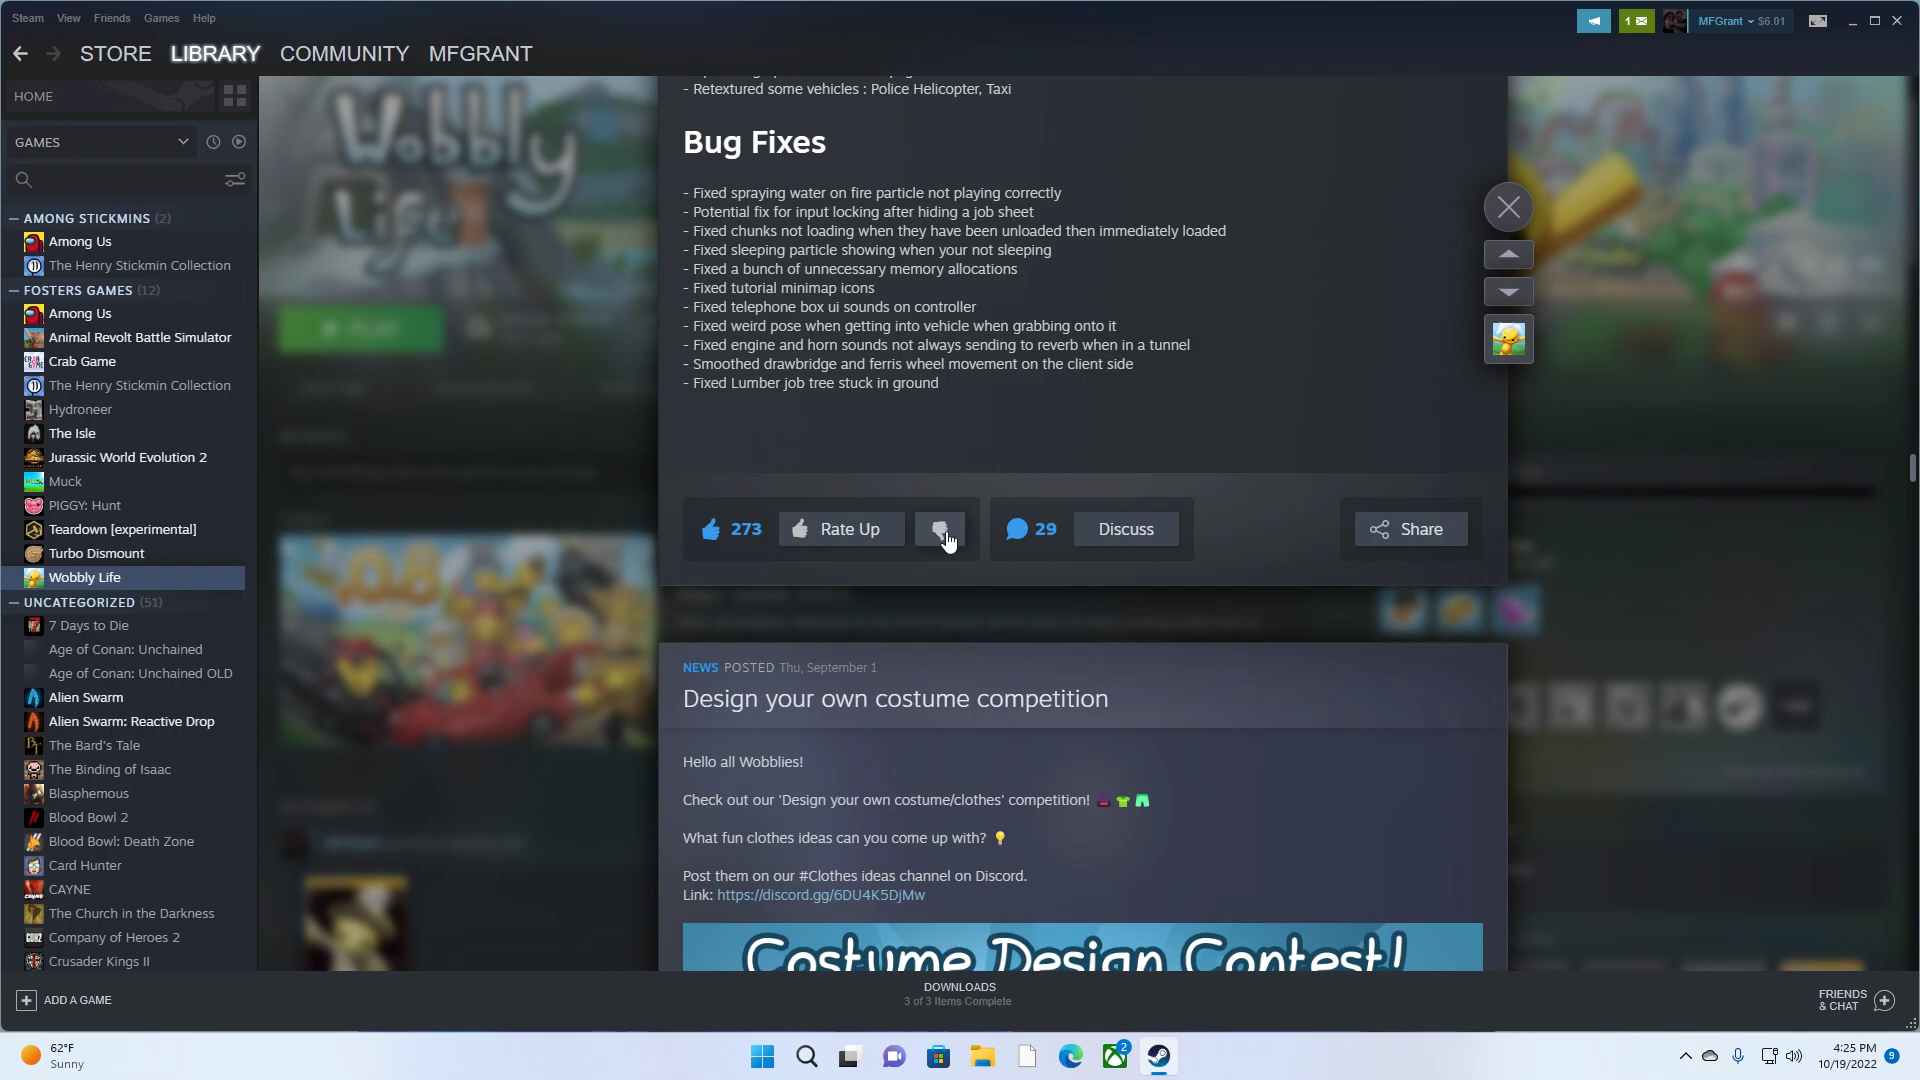 Steam View Friends Games Help
1 MFGrant $6.01
STORE LIBRARY COMMUNITY MFGRANT
HOME
GAMES
— AMONG STICKMINS (2)
Among Us
The Henry Stickmin Collection
— FOSTERS GAMES (12)
Among Us
Animal Revolt Battle Simulator
Crab Game
The Henry Stickmin Collection
Hydroneer
The Isle
Jurassic World Evolution 2
Muck
PIGGY: Hunt
Teardown [experimental]
Turbo Dismount
Wobbly Life
— UNCATEGORIZED (51)
7 Days to Die
Age of Conan: Unchained
Age of Conan: Unchained OLD
Alien Swarm
Alien Swarm: Reactive Drop
The Bard's Tale
The Binding of Isaac
Blasphemous
Blood Bowl 2
Blood Bowl: Death Zone
Card Hunter
CAYNE
The Church in the Darkness
Company of Heroes 2
Crusader Kings II
Wobbly
Life
PLAY
- Retextured some vehicles : Police Helicopter, Taxi
Bug Fixes
- Fixed spraying water on fire particle not playing correctly
- Potential fix for input locking after hiding a job sheet
- Fixed chunks not loading when they have been unloaded then immediately loaded
- Fixed sleeping particle showing when your not sleeping
- Fixed a bunch of unnecessary memory allocations
- Fixed tutorial minimap icons
- Fixed telephone box ui sounds on controller
- Fixed weird pose when getting into vehicle when grabbing onto it
- Fixed engine and horn sounds not always sending to reverb when in a tunnel
- Smoothed drawbridge and ferris wheel movement on the client side
- Fixed Lumber job tree stuck in ground
273 Rate Up 29 Discuss Share
NEWS POSTED Thu, September 1
Design your own costume competition
Hello all Wobblies!
Check out our 'Design your own costume/clothes' competition!
What fun clothes ideas can you come up with?
Post them on our #Clothes ideas channel on Discord.
Link: https://discord.gg/6DU4K5DjMw
Costume Design Contest!
ADD A GAME
DOWNLOADS
3 of 3 Items Complete
FRIENDS
& CHAT
62°F
Sunny
2
4:25 PM
10/19/2022
9